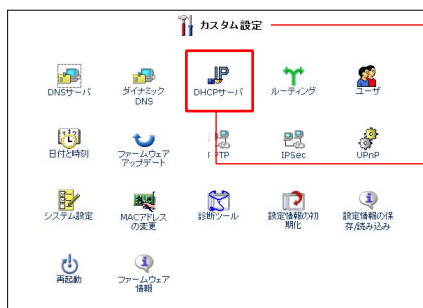 カスタム設定
DNSサーバ
ダイナミック
DNS
DHCPサーバ
ルーティング
ユーザ
日付と時刻
ファームウェア
アップデート
PPTP
IPSec
UPnP
システム設定
MACアドレス
の変更
診断ツール
設定情報の初
期化
設定情報の保
存/読み込み
再起動
ファームウェア
情報